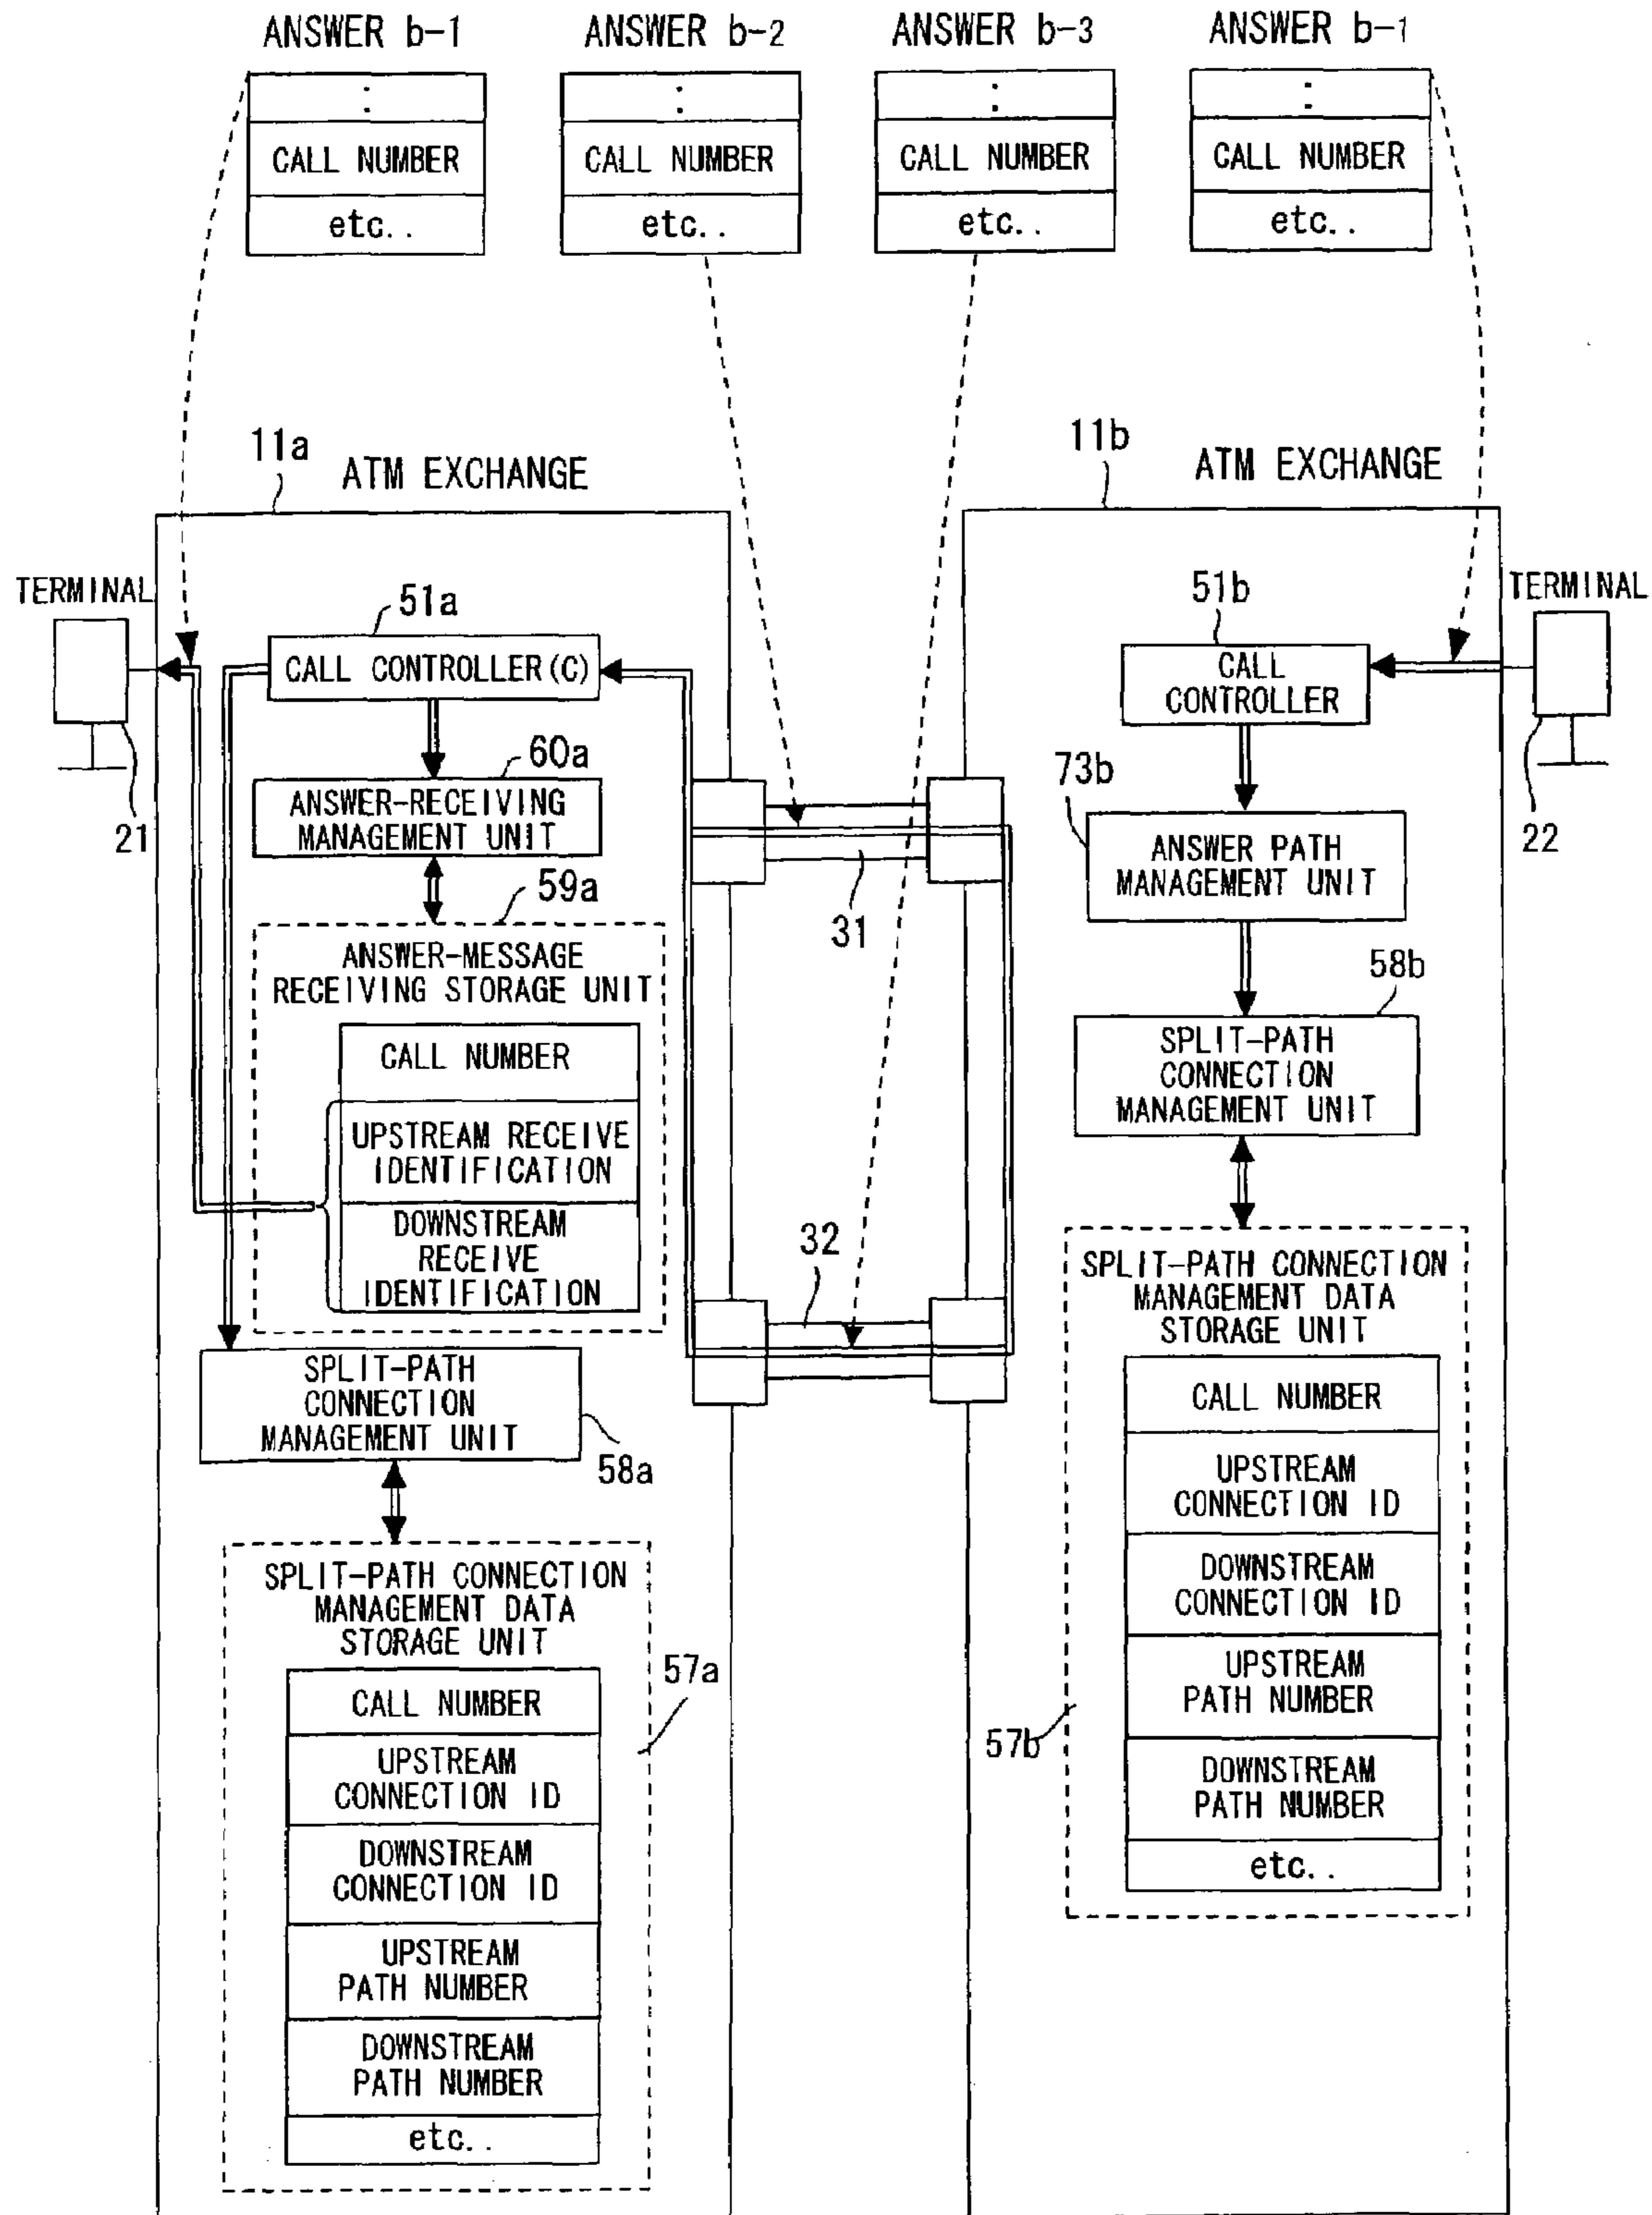 ANSWER b-1
ANSWER b-2
ANSWER b-3
ANSWER b-1
:
CALL NUMBER
etc..
:
CALL NUMBER
etc..
:
CALL NUMBER
etc..
:
CALL NUMBER
etc..
11a
ATM EXCHANGE
11b
ATM EXCHANGE
TERMINAL
21
51a
CALL CONTROLLER(C)
60a
ANSWER-RECEIVING
MANAGEMENT UNIT
59a
ANSWER-MESSAGE
RECEIVING STORAGE UNIT
CALL NUMBER
UPSTREAM RECEIVE
IDENTIFICATION
DOWNSTREAM
RECEIVE
IDENTIFICATION
SPLIT-PATH
CONNECTION
MANAGEMENT UNIT
58a
SPLIT-PATH CONNECTION
MANAGEMENT DATA
STORAGE UNIT
57a
CALL NUMBER
UPSTREAM
CONNECTION ID
DOWNSTREAM
CONNECTION ID
UPSTREAM
PATH NUMBER
DOWNSTREAM
PATH NUMBER
etc..
31
32
TERMINAL
22
51b
CALL
CONTROLLER
73b
ANSWER PATH
MANAGEMENT UNIT
58b
SPLIT-PATH
CONNECTION
MANAGEMENT UNIT
SPLIT-PATH CONNECTION
MANAGEMENT DATA
STORAGE UNIT
57b
CALL NUMBER
UPSTREAM
CONNECTION ID
DOWNSTREAM
CONNECTION ID
UPSTREAM
PATH NUMBER
DOWNSTREAM
PATH NUMBER
etc..